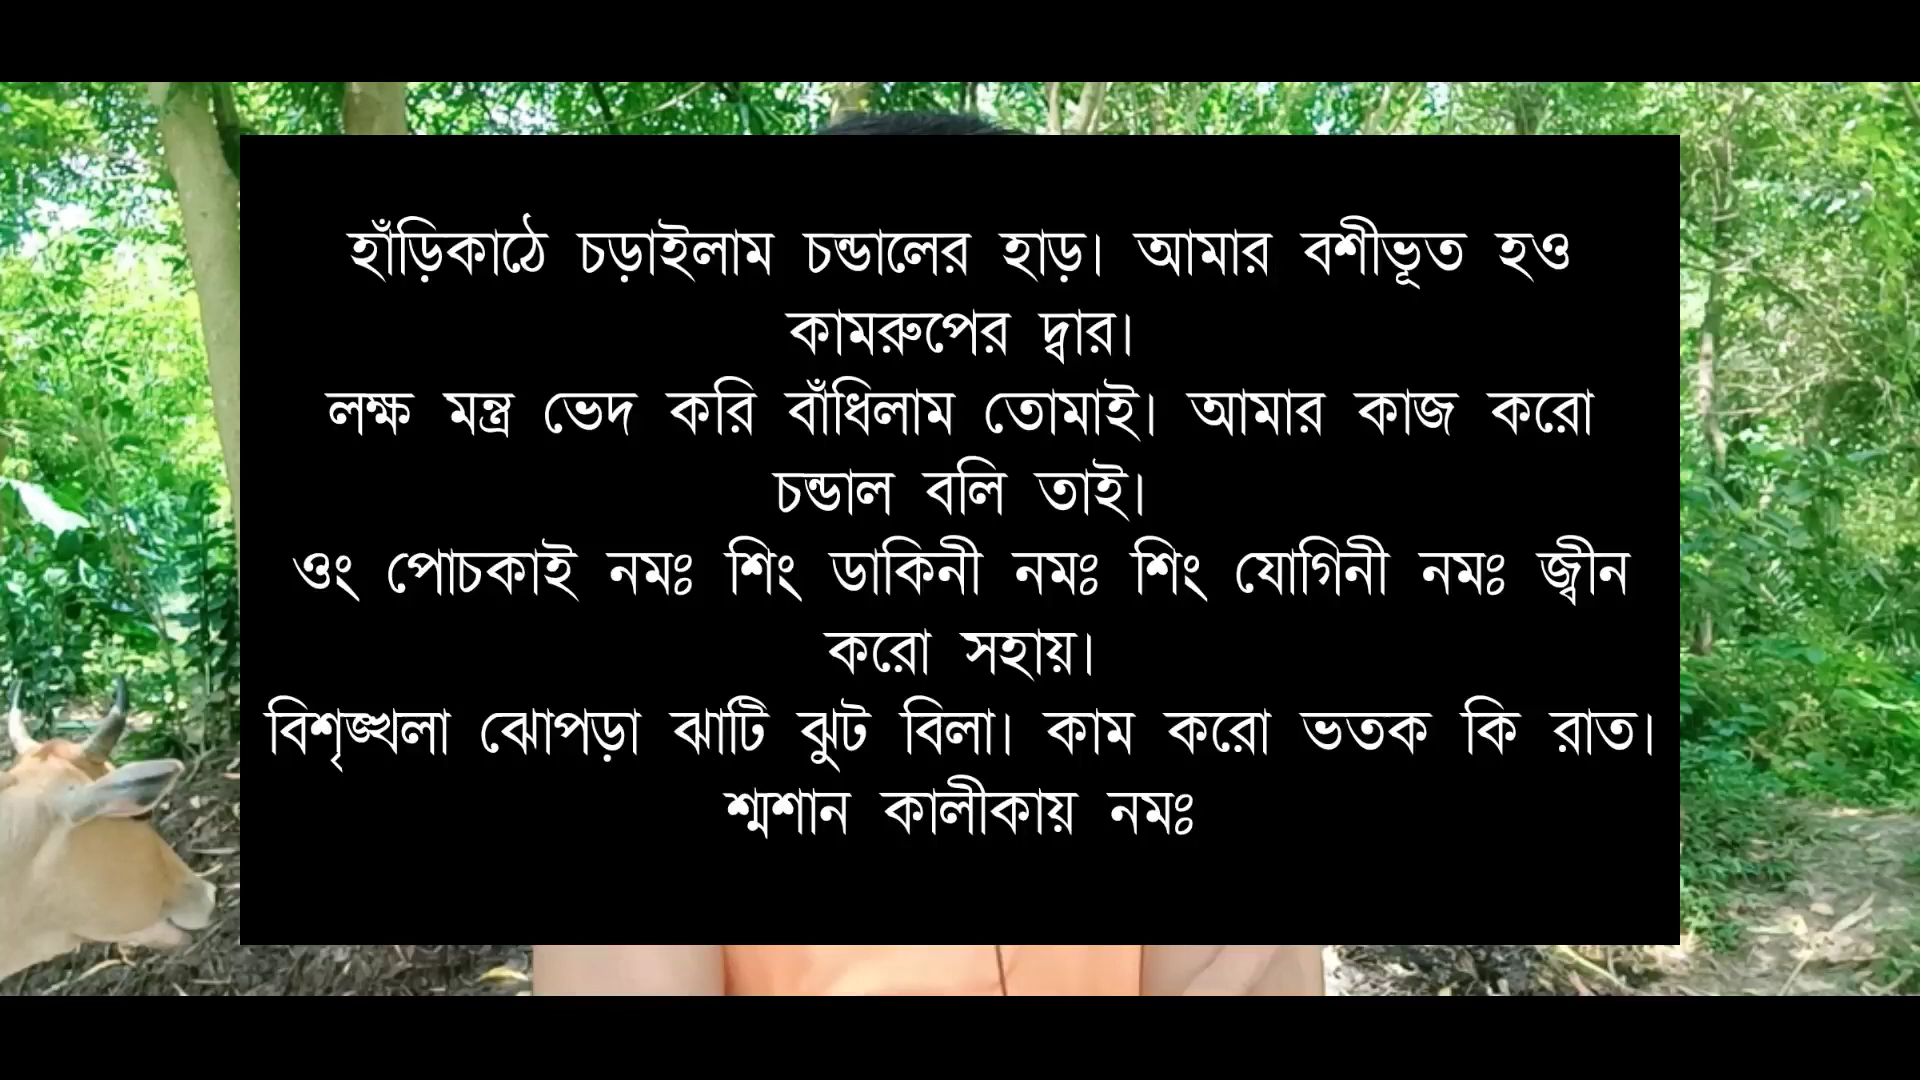 হাঁড়িকাঠে চড়াইলাম চন্ডালের হাড়। আমার বশীভূত হও
কামরুপের দ্বার।
লক্ষ মন্ত্র ভেদ করি বাঁধিলাম তোমাই। আমার কাজ করো
চন্ডাল বলি তাই।
ওং পোচকাই নমঃ শিং ডাকিনী নমঃ শিং যোগিনী নমঃ জ্বীন
করো সহায়।
বিশৃঙ্খলা ঝোপড়া ঝাটি ঝুট বিলা। কাম করো ভতক কি রাত।
শ্মশান কালীকায় নমঃ